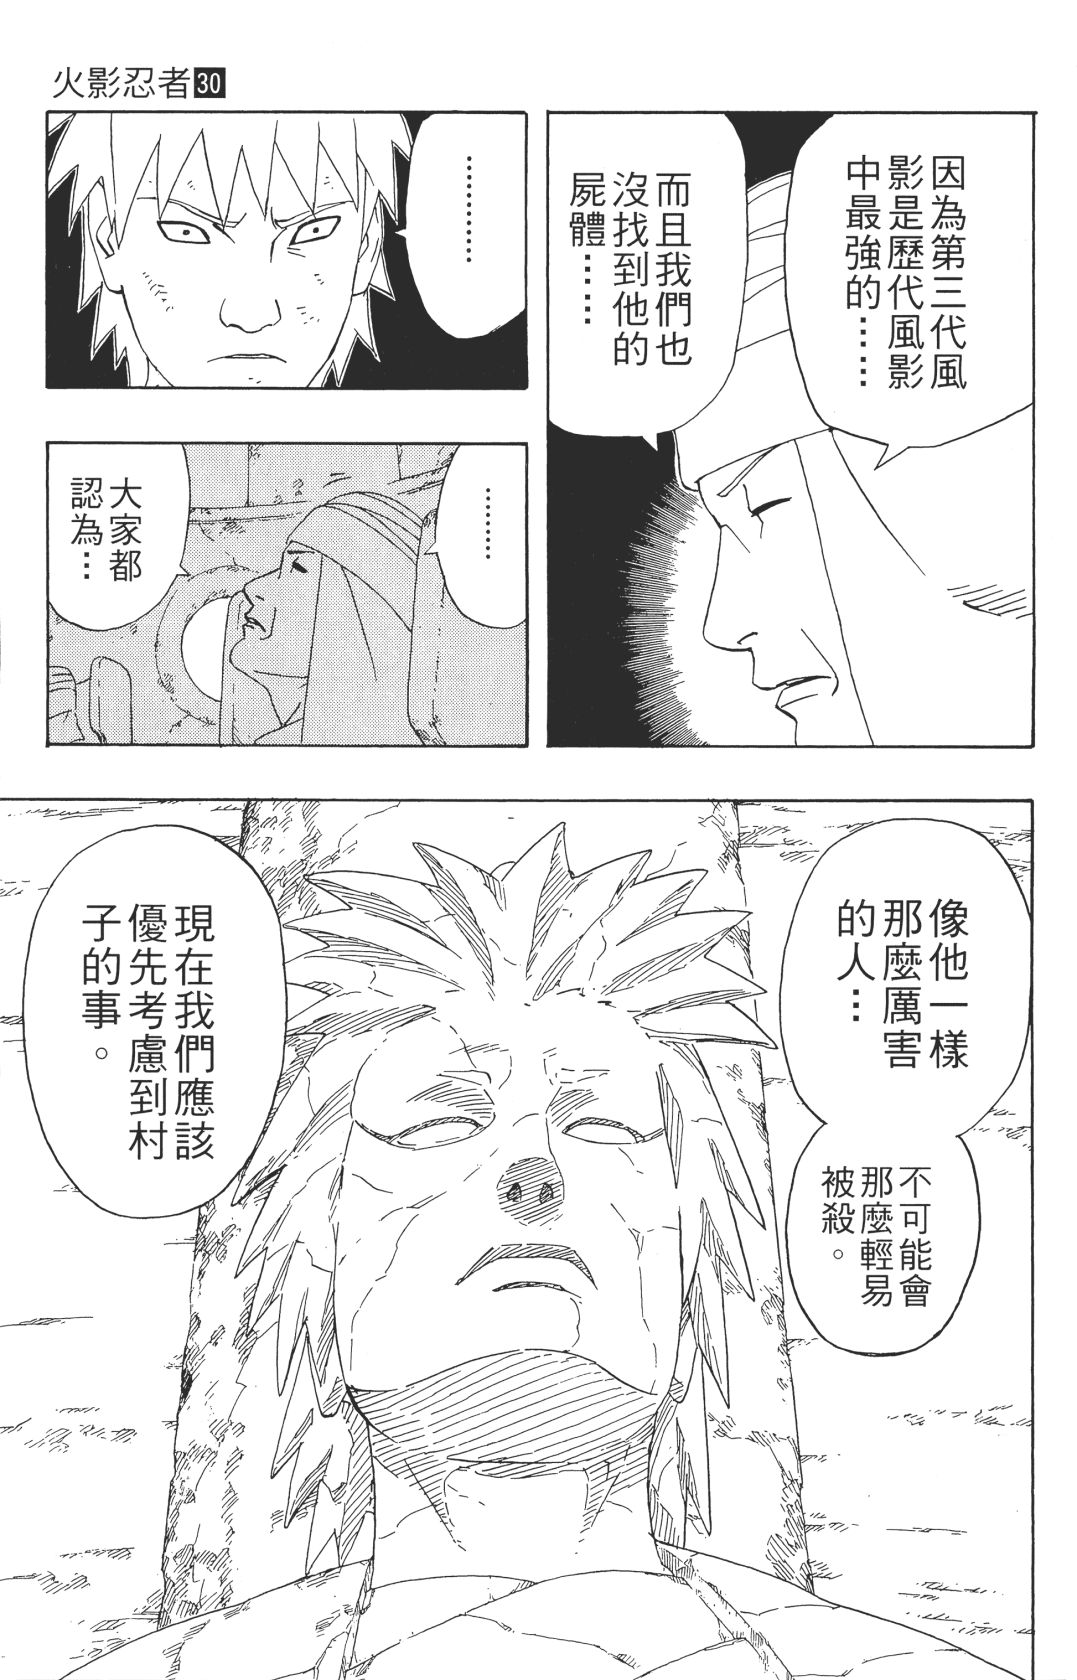 火影忍者30
因為第三代風
影是歷代風影
中最強的……
而且我們也
沒找到他的
屍體……
………
……
大家都
認為…
像他一樣
那麼厲害
的人…
不可能會
那麼輕易
被殺。
現在我們應該
優先考慮到村
子的事。